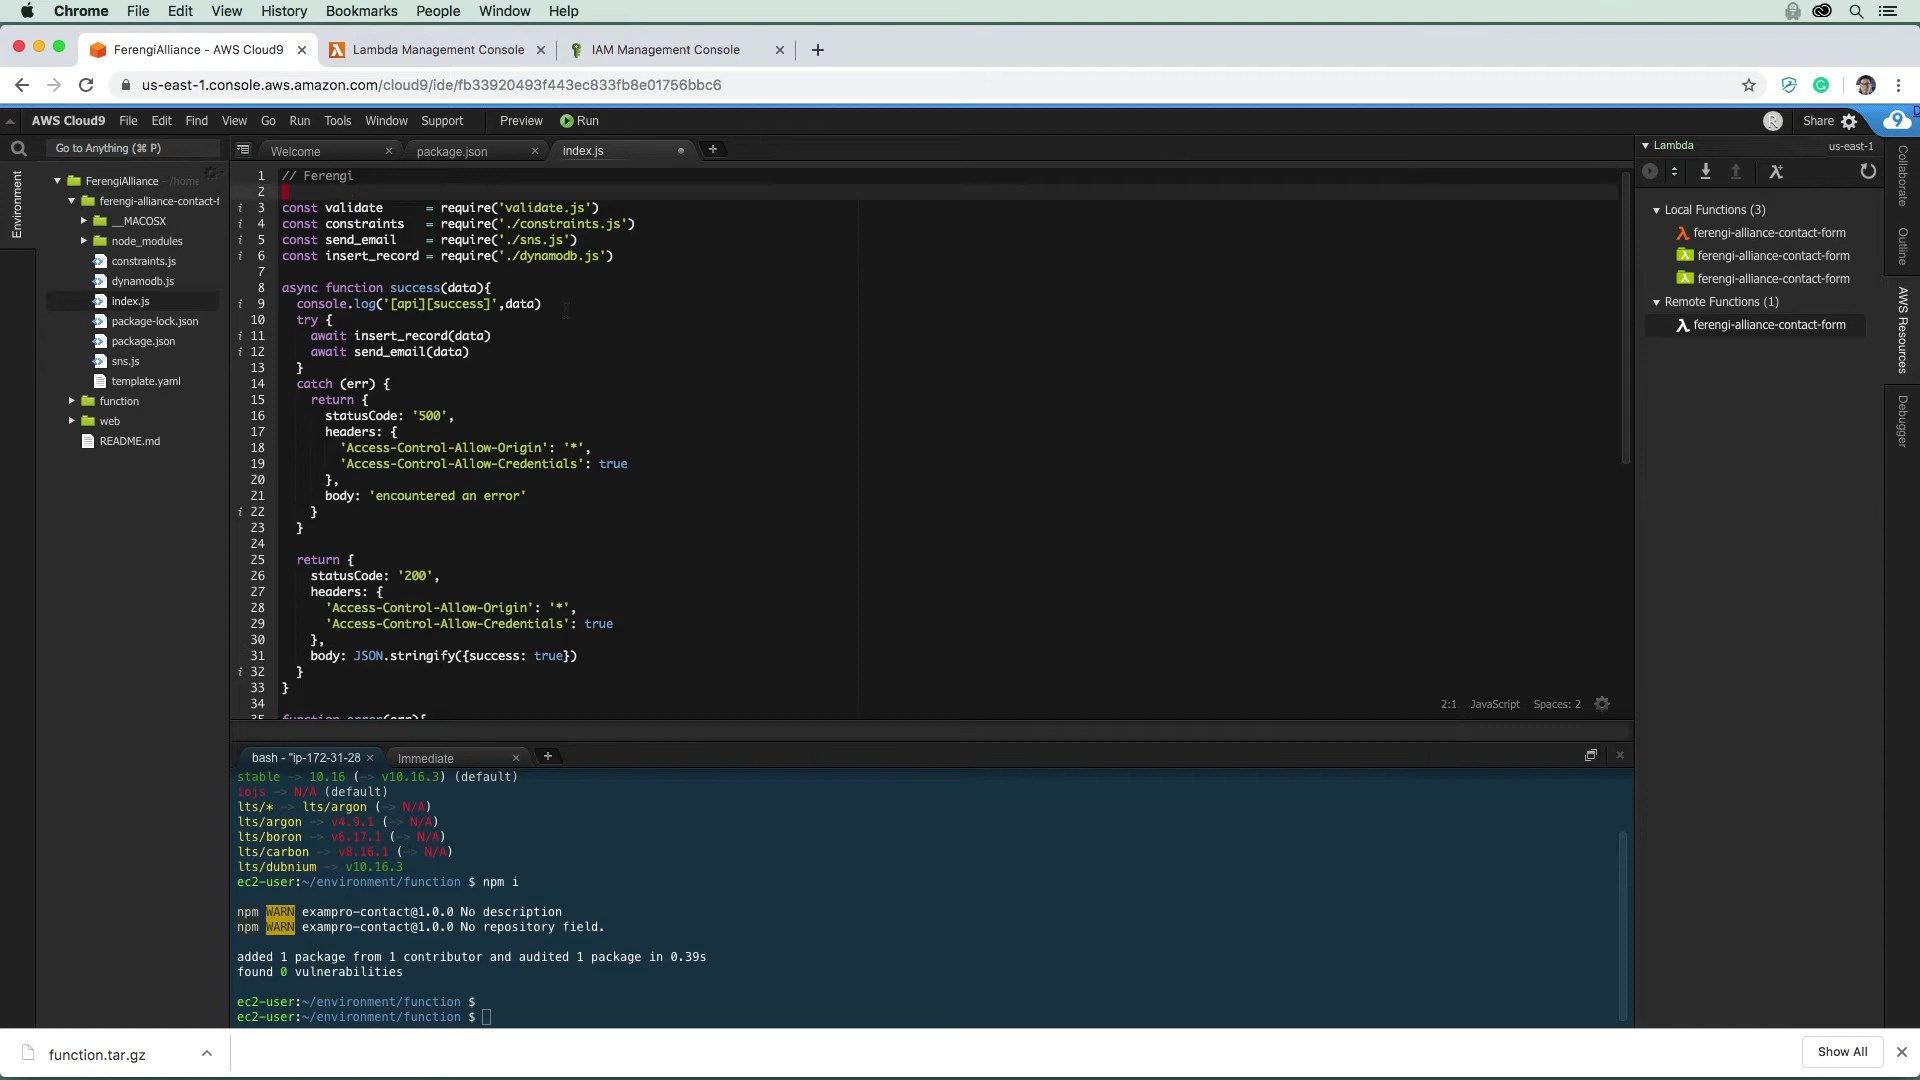 Chrome File Edit View History Bookmarks People Window Help
FerengiAlliance - AWS Cloud9
Lambda Management Console
IAM Management Console
us-east-1.console.aws.amazon.com/cloud9/ide/fb33920493f443ec833fb8e01756bbc6
AWS Cloud9 File Edit Find View Go Run Tools Window Support Preview Run
R Share 9
Go to Anything (⌘ P)
Welcome package.json index.js
Environment
FerengiAlliance - /home
ferengi-alliance-contact-f
__MACOSX
node_modules
constraints.js
dynamodb.js
index.js
package-lock.json
package.json
sns.js
template.yaml
function
web
README.md
1 // Ferengi
2
3 const validate      = require('validate.js')
4 const constraints   = require('./constraints.js')
5 const send_email    = require('./sns.js')
6 const insert_record = require('./dynamodb.js')
7
8 async function success(data){
9   console.log('[api][success]',data)
10   try {
11     await insert_record(data)
12     await send_email(data)
13   }
14   catch (err) {
15     return {
16       statusCode: '500',
17       headers: {
18         'Access-Control-Allow-Origin': '*',
19         'Access-Control-Allow-Credentials': true
20       },
21       body: 'encountered an error'
22     }
23   }
24
25   return {
26     statusCode: '200',
27     headers: {
28       'Access-Control-Allow-Origin': '*',
29       'Access-Control-Allow-Credentials': true
30     },
31     body: JSON.stringify({success: true})
32   }
33 }
34
35 function error(err){
2:1 JavaScript Spaces: 2
Lambda us-east-1
Local Functions (3)
ferengi-alliance-contact-form
ferengi-alliance-contact-form
ferengi-alliance-contact-form
Remote Functions (1)
ferengi-alliance-contact-form
Collaborate
Outline
AWS Resources
Debugger
bash - "ip-172-31-28 Immediate
stable -> 10.16 (-> v10.16.3) (default)
iojs -> N/A (default)
lts/* -> lts/argon (-> N/A)
lts/argon -> v4.9.1 (-> N/A)
lts/boron -> v6.17.1 (-> N/A)
lts/carbon -> v8.16.1 (-> N/A)
lts/dubnium -> v10.16.3
ec2-user:~/environment/function $ npm i
npm WARN exampro-contact@1.0.0 No description
npm WARN exampro-contact@1.0.0 No repository field.
added 1 package from 1 contributor and audited 1 package in 0.39s
found 0 vulnerabilities
ec2-user:~/environment/function $
ec2-user:~/environment/function $
function.tar.gz
Show All